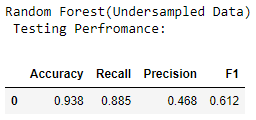 Random Forest(Undersampled Data)
Testing Perfromance:
Accuracy Recall Precision F1
0 0.938 0.885 0.468 0.612